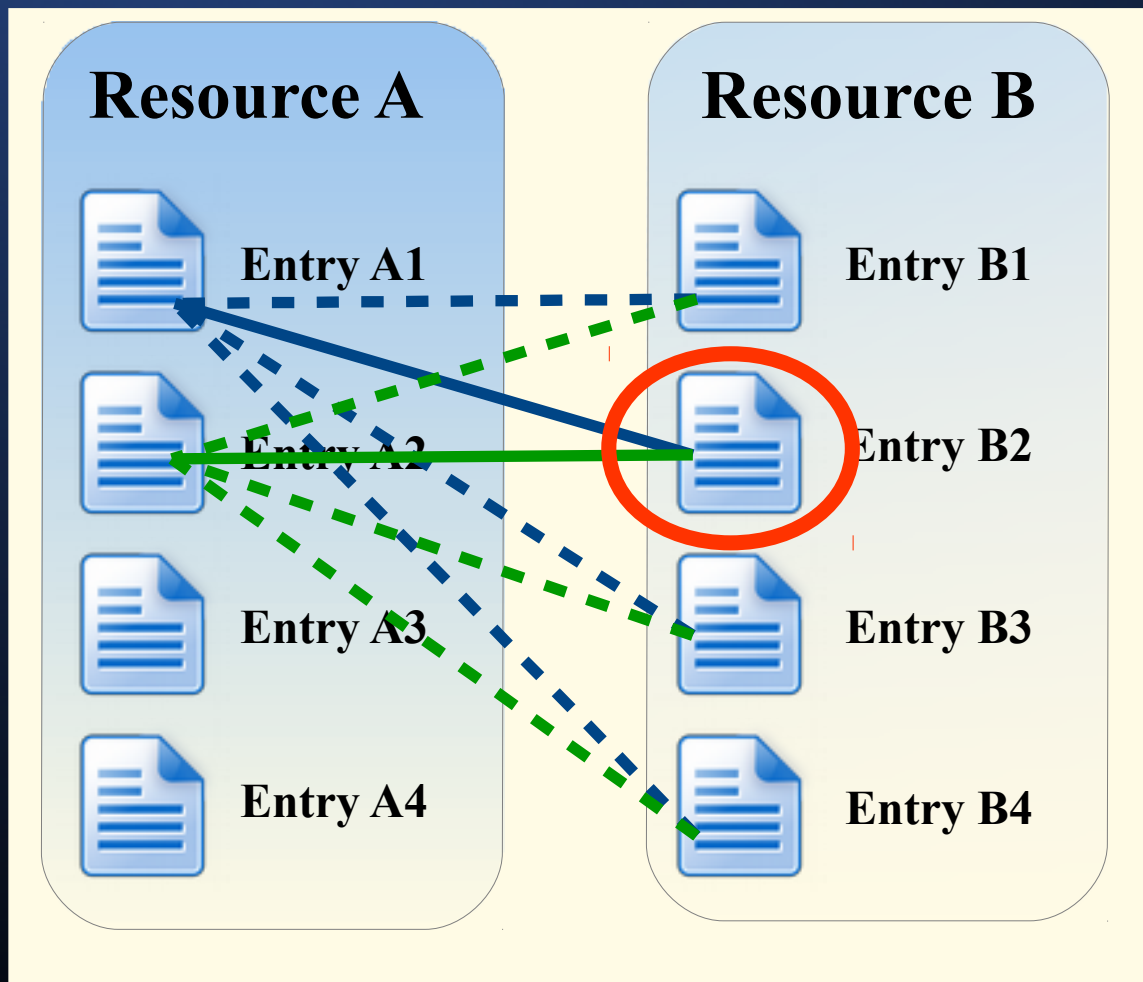 Resource A
Entry A1
Entry A2
Entry A3
Entry A4
Resource B
Entry B1
Entry B2
Entry B3
Entry B4